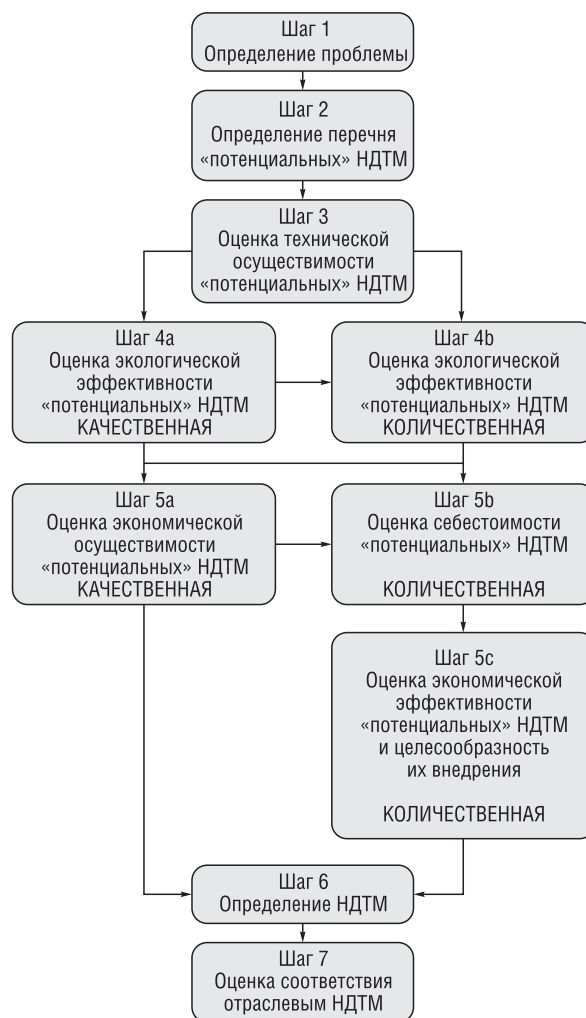 Шаг 1
Определение проблемы
Шаг 2
Определение перечня
«потенциальных» НДТМ
Шаг 3
Оценка технической
осуществимости
«потенциальных» НДТМ
Шаг 4a
Оценка экологической
эффективности
«потенциальных» НДТМ
КАЧЕСТВЕННАЯ
Шаг 4b
Оценка экологической
эффективности
«потенциальных» НДТМ
КОЛИЧЕСТВЕННАЯ
Шаг 5a
Оценка экономической
осуществимости
«потенциальных» НДТМ
КАЧЕСТВЕННАЯ
Шаг 5b
Оценка себестоимости
«потенциальных» НДТМ
КОЛИЧЕСТВЕННАЯ
Шаг 5c
Оценка экономической
эффективности
«потенциальных» НДТМ
и целесообразность
их внедрения
КОЛИЧЕСТВЕННАЯ
Шаг 6
Определение НДТМ
Шаг 7
Оценка соответствия
отраслевым НДТМ